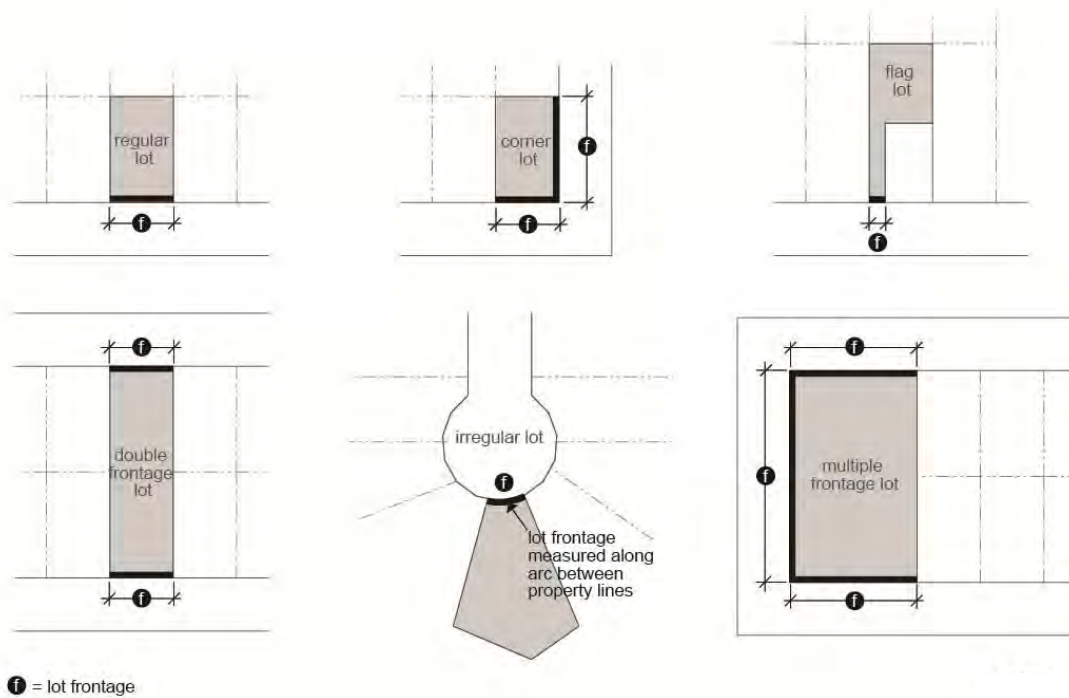 regular
lot
f
corner
lot
f
f
flag
lot
f
f
double
frontage
lot
f
irregular lot
f
lot frontage
measured along
arc between
property lines
f
f
multiple
frontage lot
f
f = lot frontage